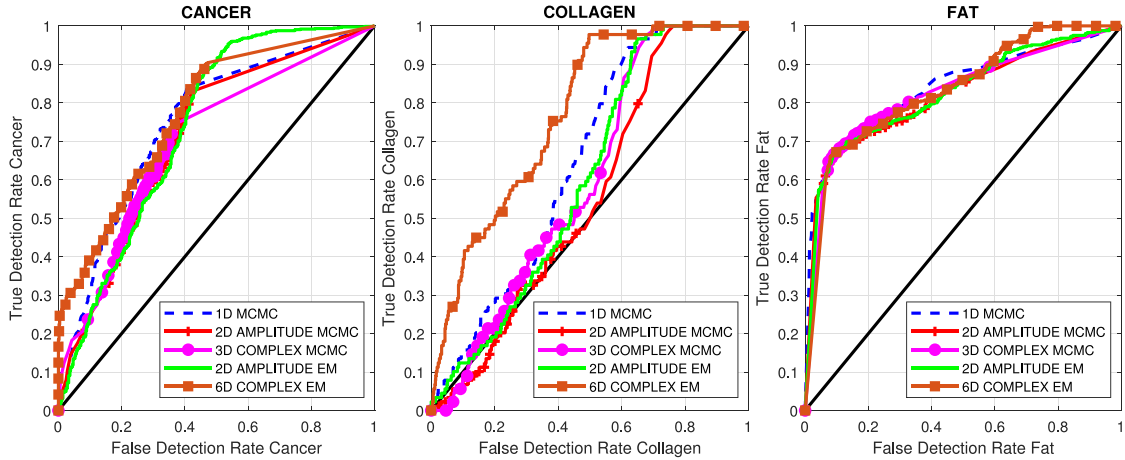 CANCER
1
0.9
0.8
0.7
0.6
0.5
0.4
0.3
0.2
0.1
0
0 0.2 0.4 0.6 0.8 1
True Detection Rate Cancer
False Detection Rate Cancer
1D MCMC
2D AMPLITUDE MCMC
3D COMPLEX MCMC
2D AMPLITUDE EM
6D COMPLEX EM
COLLAGEN
1
0.9
0.8
0.7
0.6
0.5
0.4
0.3
0.2
0.1
0
0 0.2 0.4 0.6 0.8 1
True Detection Rate Collagen
False Detection Rate Collagen
1D MCMC
2D AMPLITUDE MCMC
3D COMPLEX MCMC
2D AMPLITUDE EM
6D COMPLEX EM
FAT
1
0.9
0.8
0.7
0.6
0.5
0.4
0.3
0.2
0.1
0
0 0.2 0.4 0.6 0.8 1
True Detection Rate Fat
False Detection Rate Fat
1D MCMC
2D AMPLITUDE MCMC
3D COMPLEX MCMC
2D AMPLITUDE EM
6D COMPLEX EM